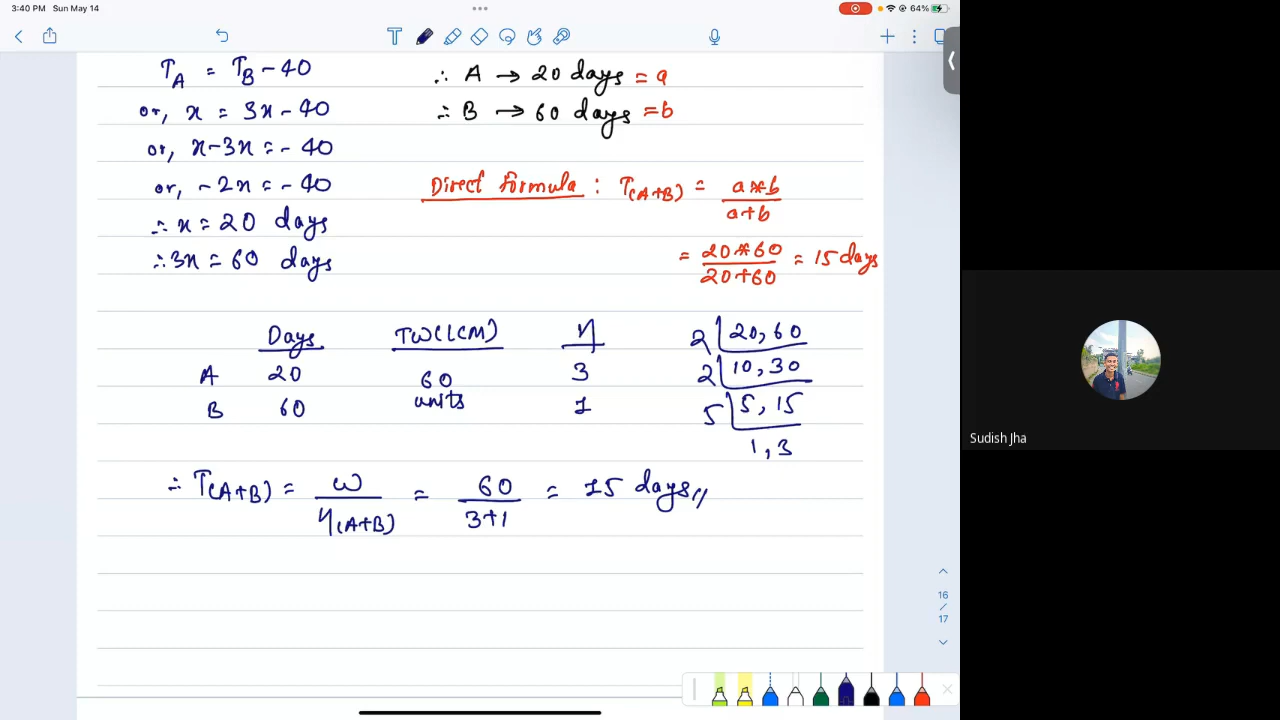 3:40 PM Sun May 14
64%
T_A = T_B - 40
or, x = 3x - 40
or, x - 3x = - 40
or, - 2x = - 40
∴ x = 20 days
∴ 3x = 60 days
∴ A → 20 days = a
∴ B → 60 days = b
Direct formula : T(A+B) = a*b / a+b
= 20*60 / 20+60 = 15 days
Days TW(LCM) η
A 20 60 units 3
B 60 1
2 | 20, 60
2 | 10, 30
5 | 5, 15
1, 3
∴ T(A+B) = W / η(A+B) = 60 / 3+1 = 15 days //
16
/
17
Sudish Jha